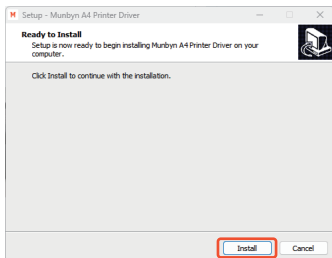 M Setup - Munbyn A4 Printer Driver
Ready to Install
Setup is now ready to begin installing Munbyn A4 Printer Driver on your
computer.
Click Install to continue with the installation.
Install Cancel